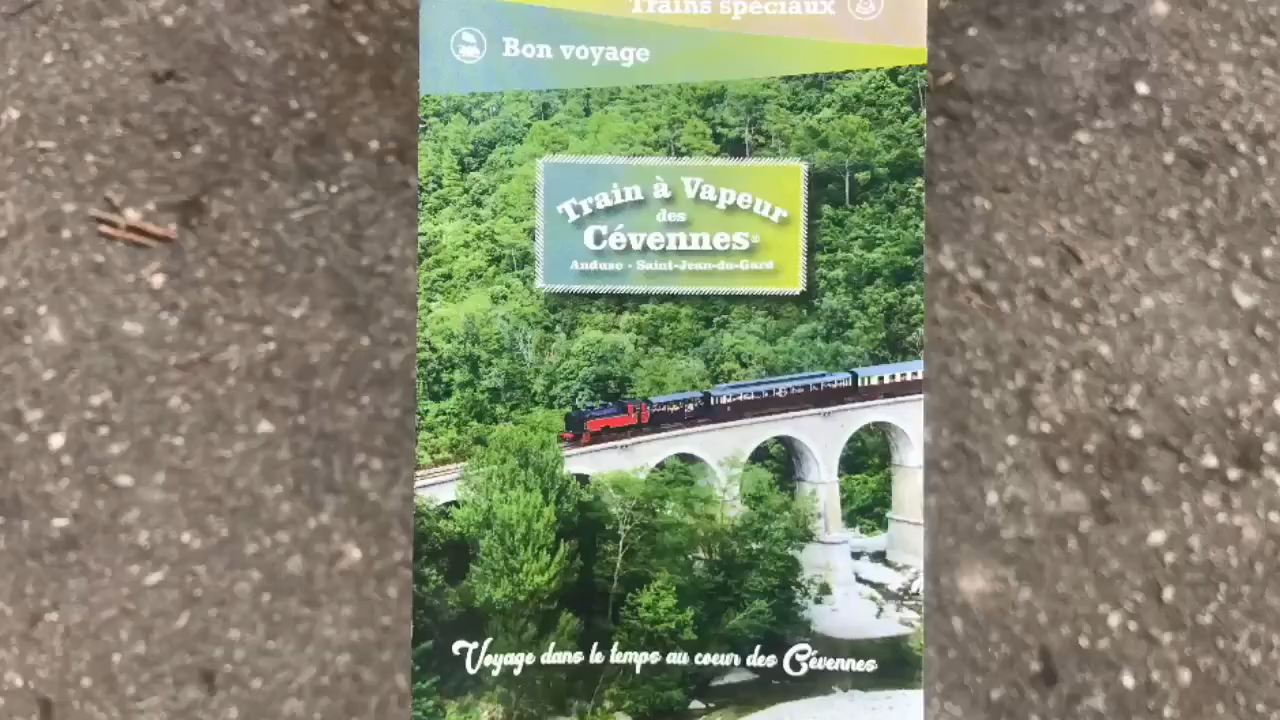 Trains spéciaux
Bon voyage
Train à Vapeur
des
Cévennes
Anduze - Saint-Jean-du-Gard
Voyage dans le temps au coeur des Cévennes